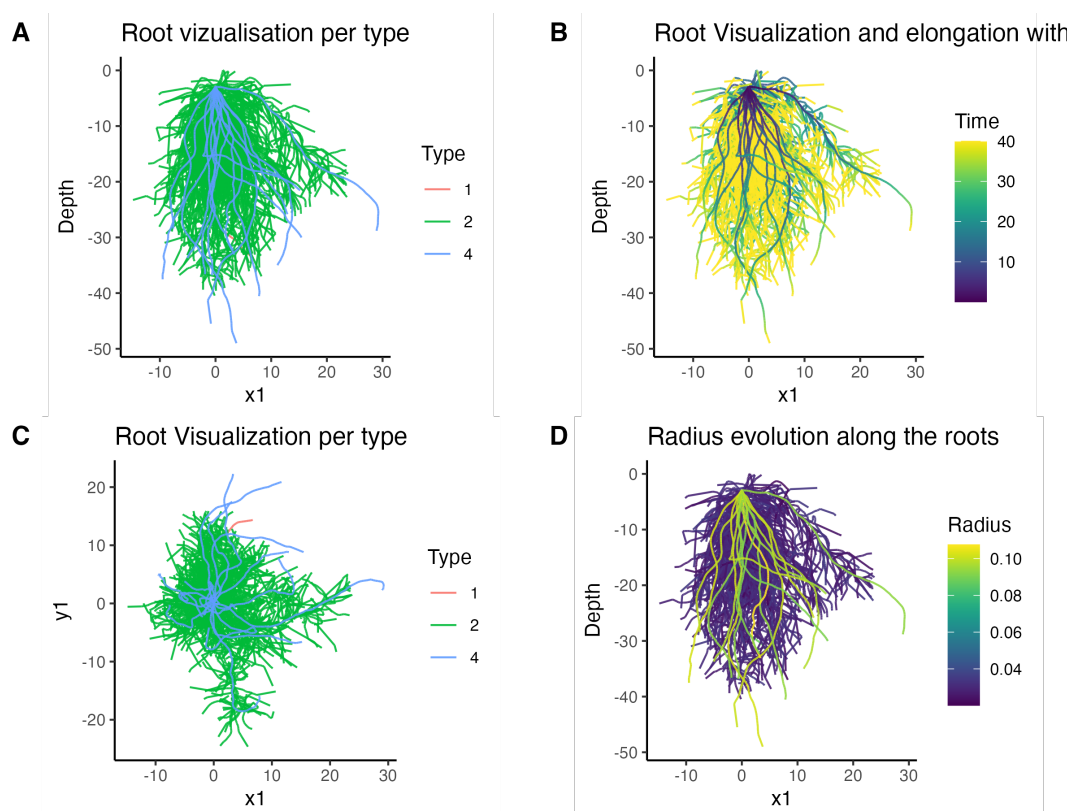 A
Root vizualisation per type
0
-10
-20
-30
-40
-50
Depth
-10 0 10 20 30
x1
Type
1
2
4
B
Root Visualization and elongation with
0
-10
-20
-30
-40
-50
Depth
-10 0 10 20 30
x1
Time
40
30
20
10
C
Root Visualization per type
20
10
0
-10
-20
y1
-10 0 10 20 30
x1
Type
1
2
4
D
Radius evolution along the roots
0
-10
-20
-30
-40
-50
Depth
-10 0 10 20 30
x1
Radius
0.10
0.08
0.06
0.04